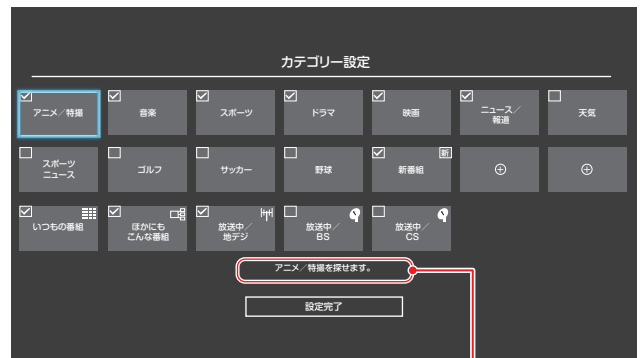 カテゴリー設定
アニメ／特撮
音楽
スポーツ
ドラマ
映画
ニュース／
報道
天気
スポーツ
ニュース
ゴルフ
サッカー
野球
新番組
新
いつもの番組
ほかにも
こんな番組
放送中／
地デジ
放送中／
BS
放送中／
CS
アニメ／特撮を探せます。
設定完了